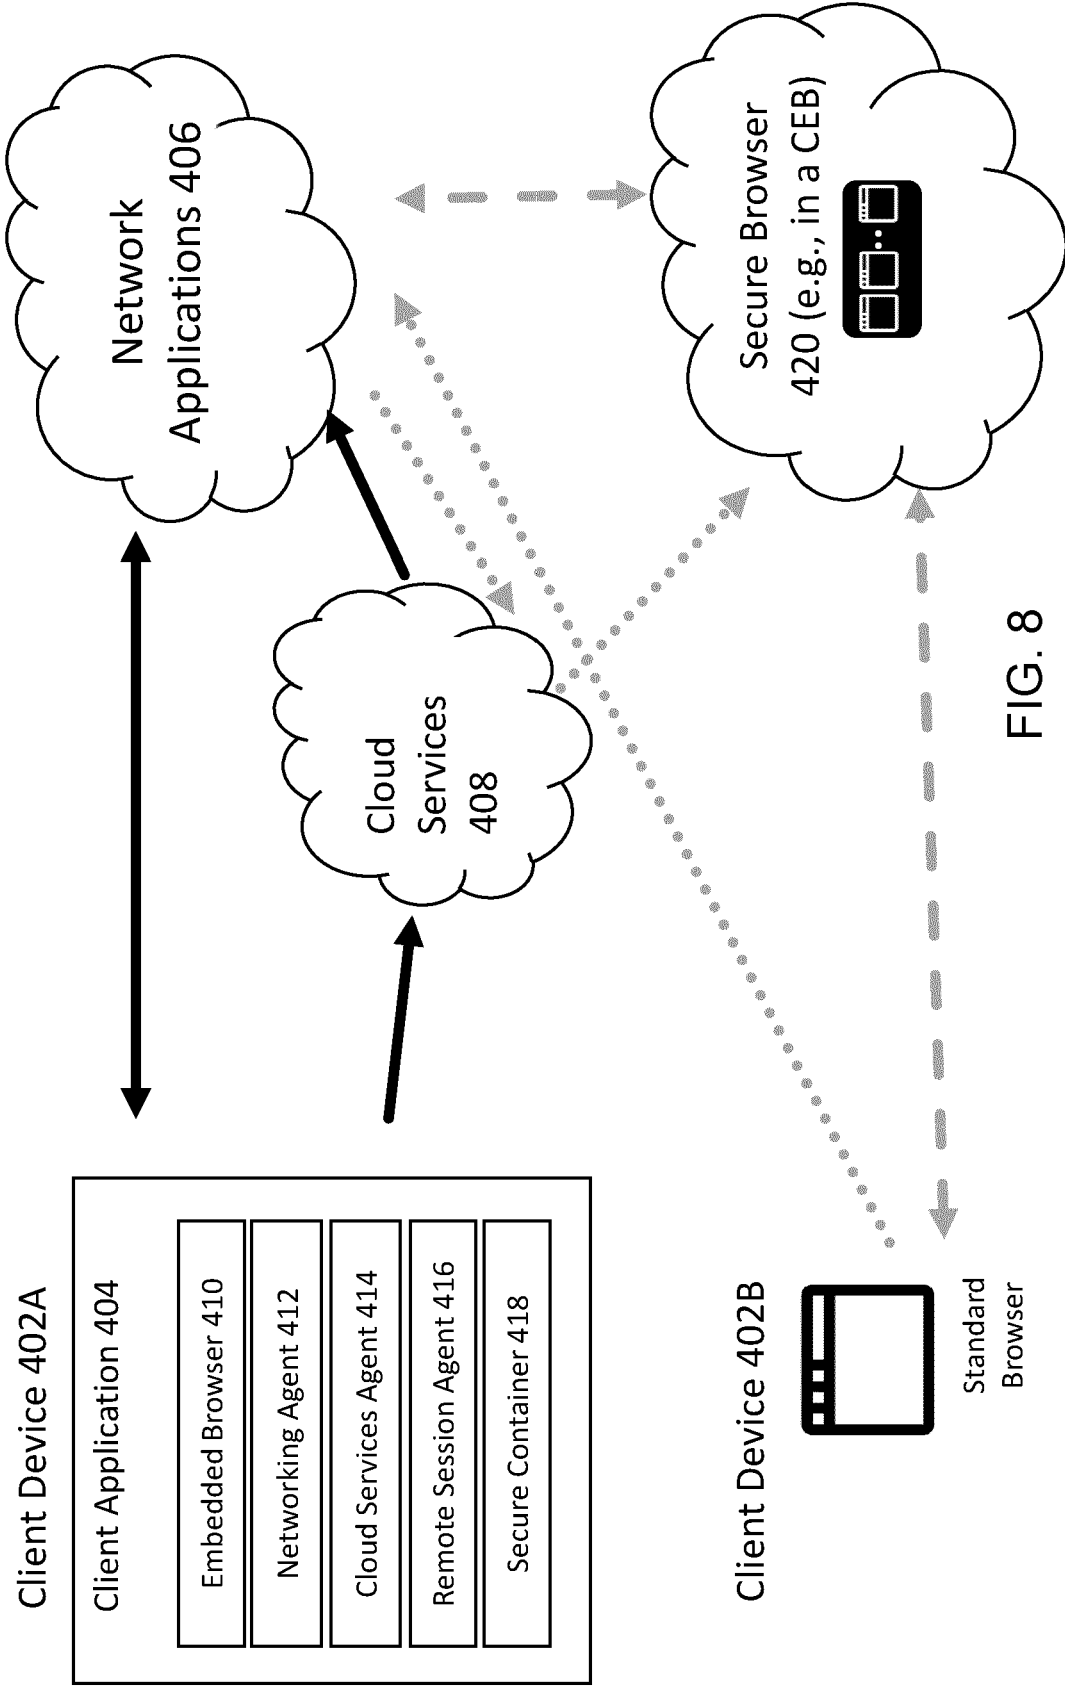 Client Device 402A
Client Application 404
Embedded Browser 410
Networking Agent 412
Cloud Services Agent 414
Remote Session Agent 416
Secure Container 418
Network
Applications 406
Cloud
Services
408
Client Device 402B
Standard
Browser
Secure Browser
420 (e.g., in a CEB)
FIG. 8